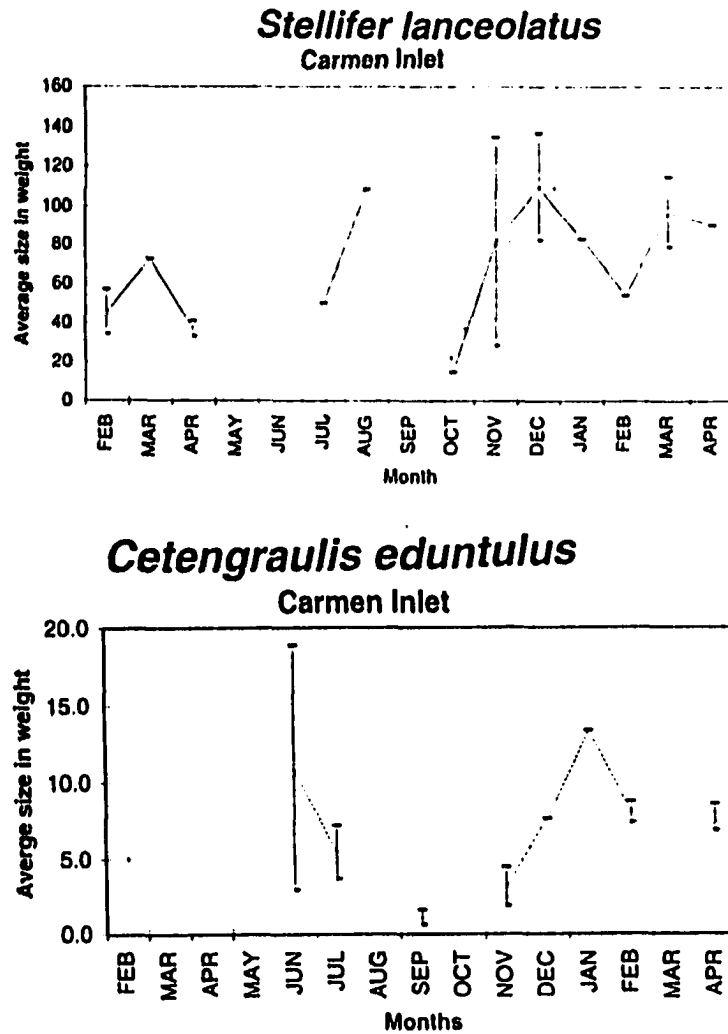 Stellifer lanceolatus
Carmen Inlet
160
140
120
100
80
60
40
20
0
Average size in weight
FEB MAR APR MAY JUN JUL AUG SEP OCT NOV DEC JAN FEB MAR APR
Month
Cetengraulis eduntulus
Carmen Inlet
20.0
15.0
10.0
5.0
0.0
Averge size in weight
FEB MAR APR MAY JUN JUL AUG SEP OCT NOV DEC JAN FEB MAR APR
Months